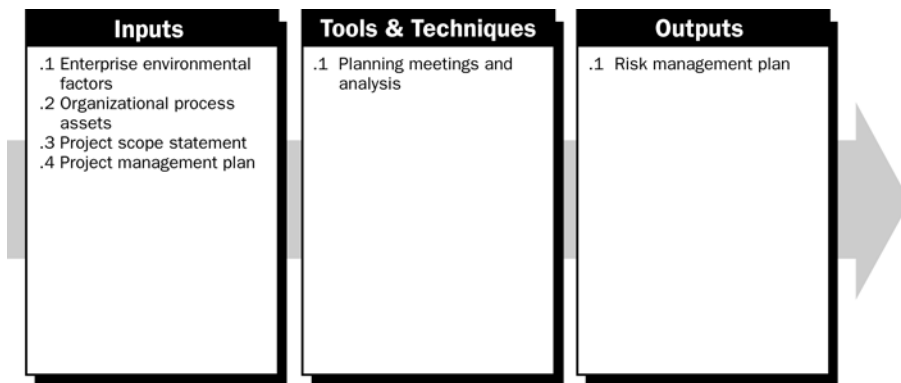 Inputs
.1 Enterprise environmental
factors
.2 Organizational process
assets
.3 Project scope statement
.4 Project management plan
Tools & Techniques
.1 Planning meetings and
analysis
Outputs
.1 Risk management plan